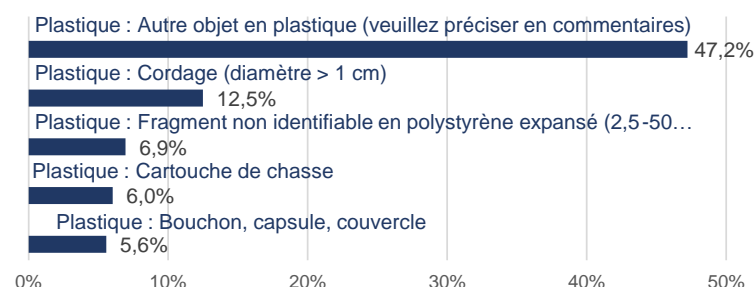 Plastique : Autre objet en plastique (veuillez préciser en commentaires)
47,2%
Plastique : Cordage (diamètre > 1 cm)
12,5%
Plastique : Fragment non identifiable en polystyrène expansé (2,5-50…
6,9%
Plastique : Cartouche de chasse
6,0%
Plastique : Bouchon, capsule, couvercle
5,6%
0% 10% 20% 30% 40% 50%